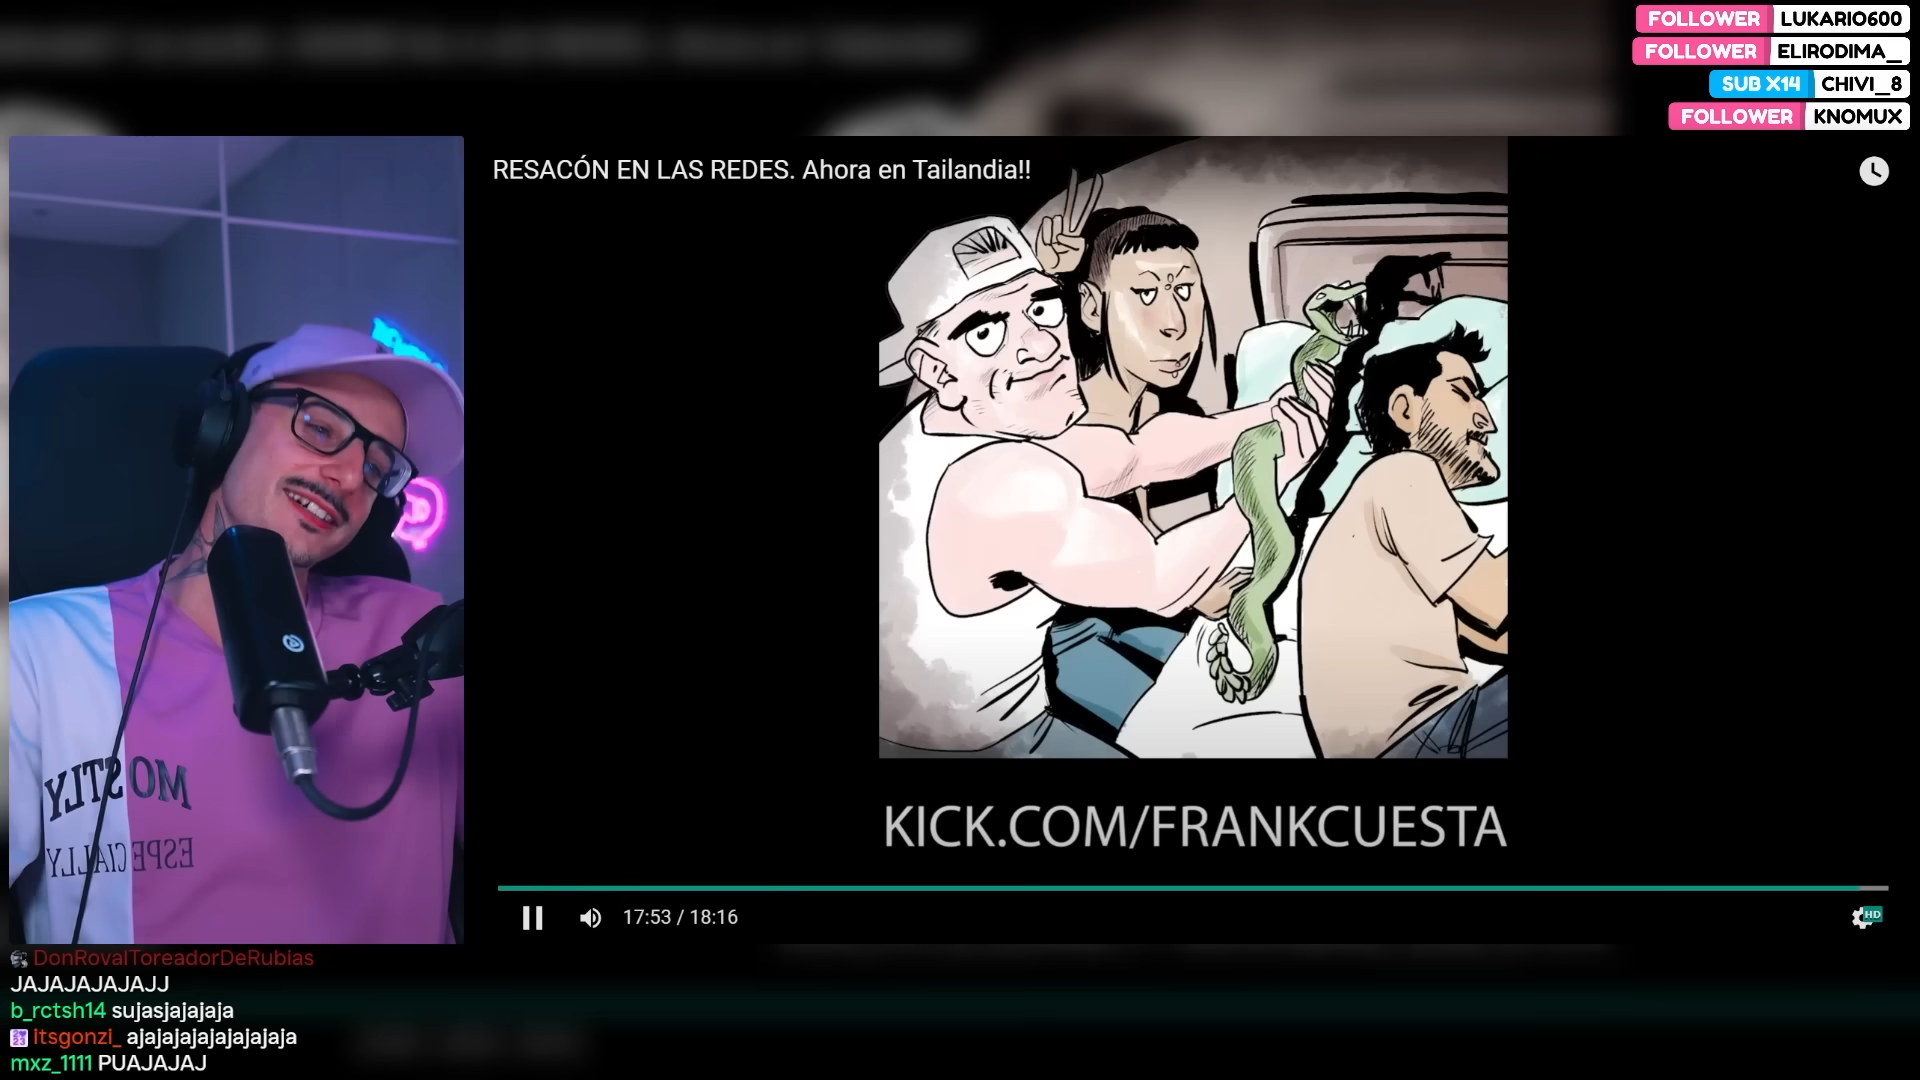 FOLLOWER LUKARIO600
FOLLOWER ELIRODIMA_
SUB X14 CHIVI_8
FOLLOWER KNOMUX
RESACÓN EN LAS REDES. Ahora en Tailandia!!
MOSTLY
ESPECIALLY
KICK.COM/FRANKCUESTA
17:53 / 18:16
HD
DonRovalToreadorDeRubias
JAJAJAJAJAJJ
b_rctsh14 sujasjajajaja
itsgonzi_ ajajajajajajajajaja
mxz_1111 PUAJAJAJ